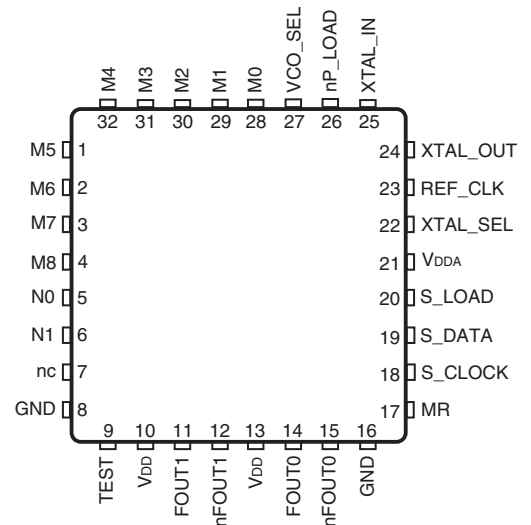 M4 M3 M2 M1 M0 VCO_SEL nP_LOAD XTAL_IN
32 31 30 29 28 27 26 25
M5 1
M6 2
M7 3
M8 4
N0 5
N1 6
nc 7
GND 8
24 XTAL_OUT
23 REF_CLK
22 XTAL_SEL
21 VDDA
20 S_LOAD
19 S_DATA
18 S_CLOCK
17 MR
9 10 11 12 13 14 15 16
TEST VDD FOUT1 nFOUT1 VDD FOUT0 nFOUT0 GND